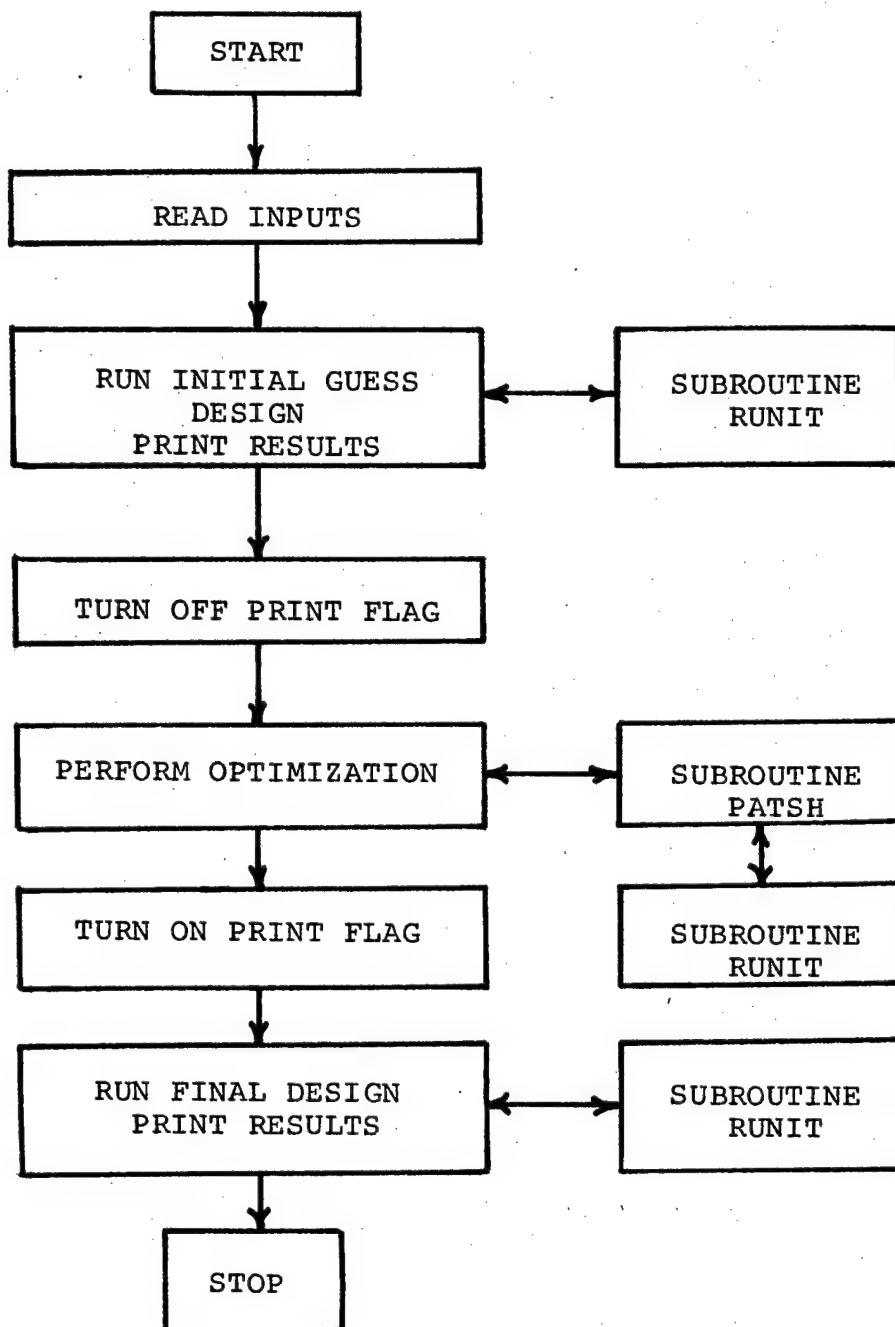 START
READ INPUTS
RUN INITIAL GUESS
DESIGN
PRINT RESULTS
SUBROUTINE
RUNIT
TURN OFF PRINT FLAG
PERFORM OPTIMIZATION
SUBROUTINE
PATSH
TURN ON PRINT FLAG
SUBROUTINE
RUNIT
RUN FINAL DESIGN
PRINT RESULTS
SUBROUTINE
RUNIT
STOP